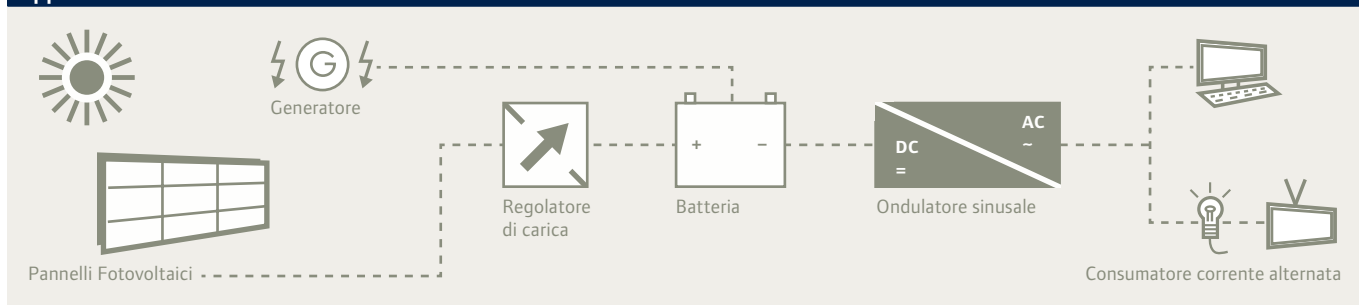 G
Generatore
AC
~
DC
=
+ −
Regolatore
di carica
Batteria
Ondulatore sinusale
Pannelli Fotovoltaici
Consumatore corrente alternata